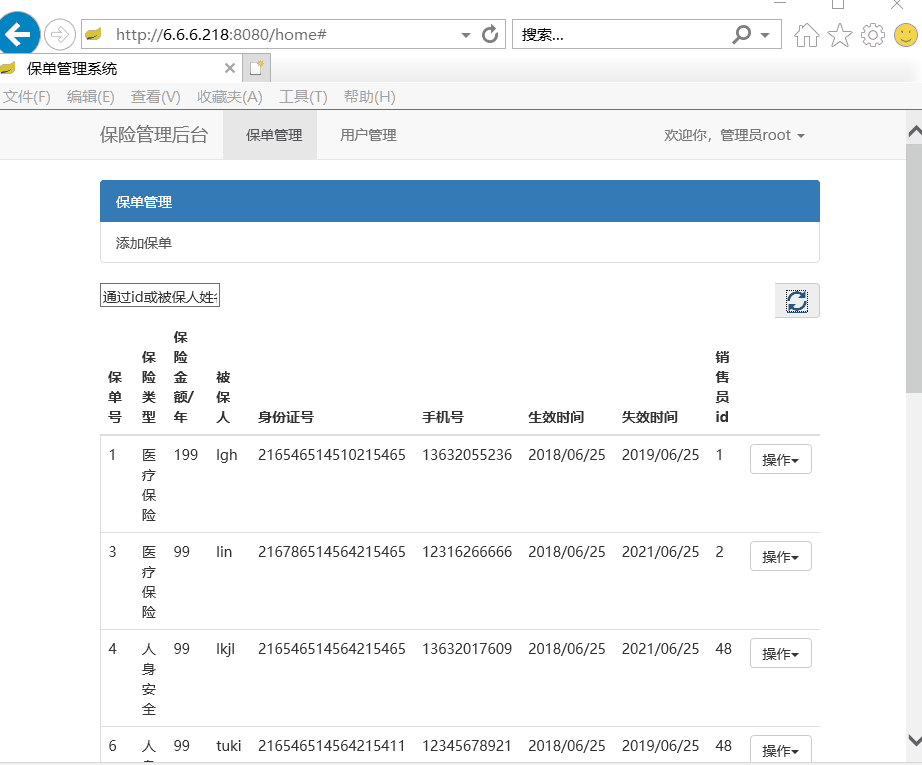 http://6.6.6.218:8080/home#
搜索...
保单管理系统
文件(F) 编辑(E) 查看(V) 收藏夹(A) 工具(T) 帮助(H)
保险管理后台 保单管理 用户管理 欢迎你，管理员root
保单管理
添加保单
通过id或被保人姓
保单号 保险类型 保险金额/年 被保人 身份证号 手机号 生效时间 失效时间 销售员id
1 医疗保险 199 lgh 216546514510215465 13632055236 2018/06/25 2019/06/25 1 操作
3 医疗保险 99 lin 216786514564215465 12316266666 2018/06/25 2021/06/25 2 操作
4 人身安全 99 lkjl 216546514564215465 13632017609 2018/06/25 2021/06/25 48 操作
6 人 99 tuki 216546514564215411 12345678921 2018/06/25 2019/06/25 48 操作